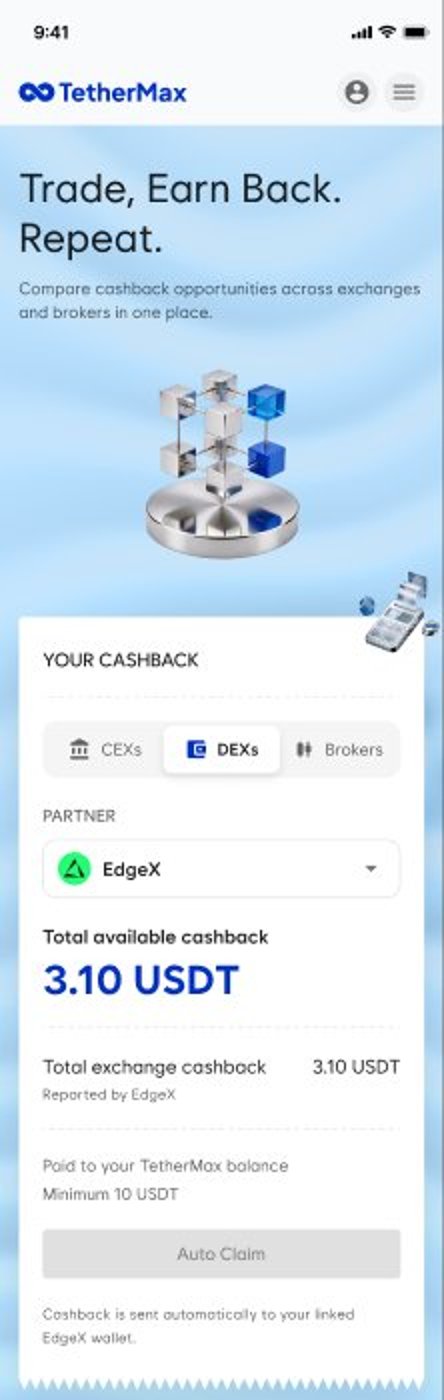 9:41
TetherMax
Trade, Earn Back.
Repeat.
Compare cashback opportunities across exchanges
and brokers in one place.
YOUR CASHBACK
CEXs DEXs Brokers
PARTNER
EdgeX
Total available cashback
3.10 USDT
Total exchange cashback 3.10 USDT
Reported by EdgeX
Paid to your TetherMax balance
Minimum 10 USDT
Auto Claim
Cashback is sent automatically to your linked
EdgeX wallet.